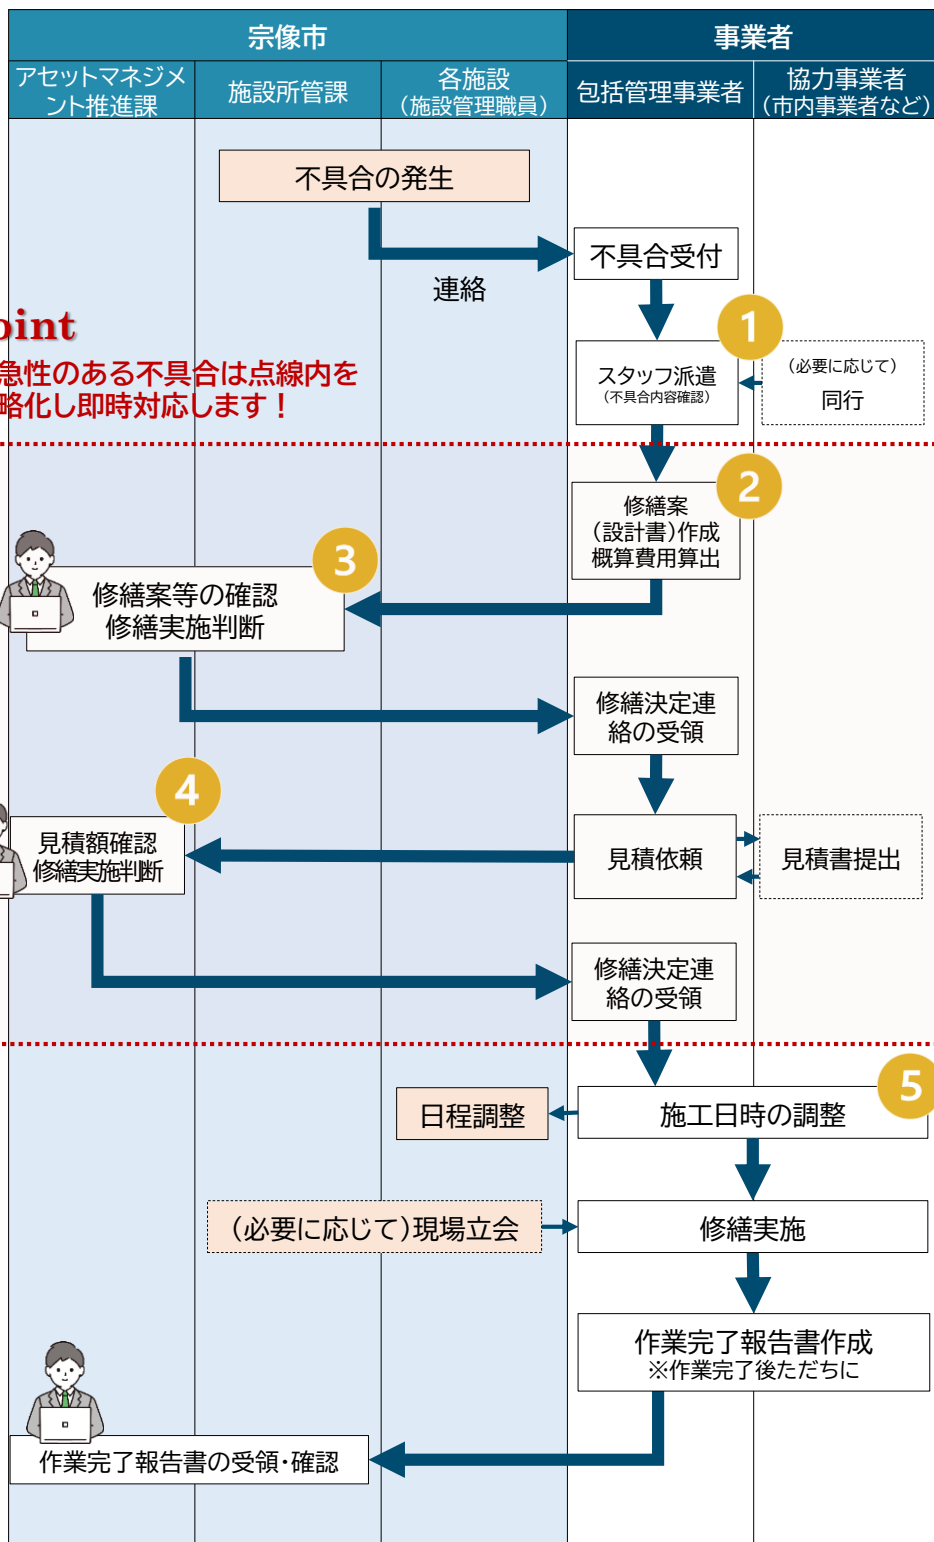 宗像市
事業者
アセットマネジメ
ント推進課
施設所管課
各施設
（施設管理職員）
包括管理事業者
協力事業者
（市内事業者など）
不具合の発生
不具合受付
連絡
oint
急性のある不具合は点線内を
略化し即時対応します！
1
スタッフ派遣
（不具合内容確認）
（必要に応じて）
同行
2
修繕案
（設計書）作成
概算費用算出
3
修繕案等の確認
修繕実施判断
修繕決定連
絡の受領
4
見積額確認
修繕実施判断
見積依頼
見積書提出
修繕決定連
絡の受領
5
日程調整
施工日時の調整
（必要に応じて）現場立会
修繕実施
作業完了報告書作成
※作業完了後ただちに
作業完了報告書の受領・確認